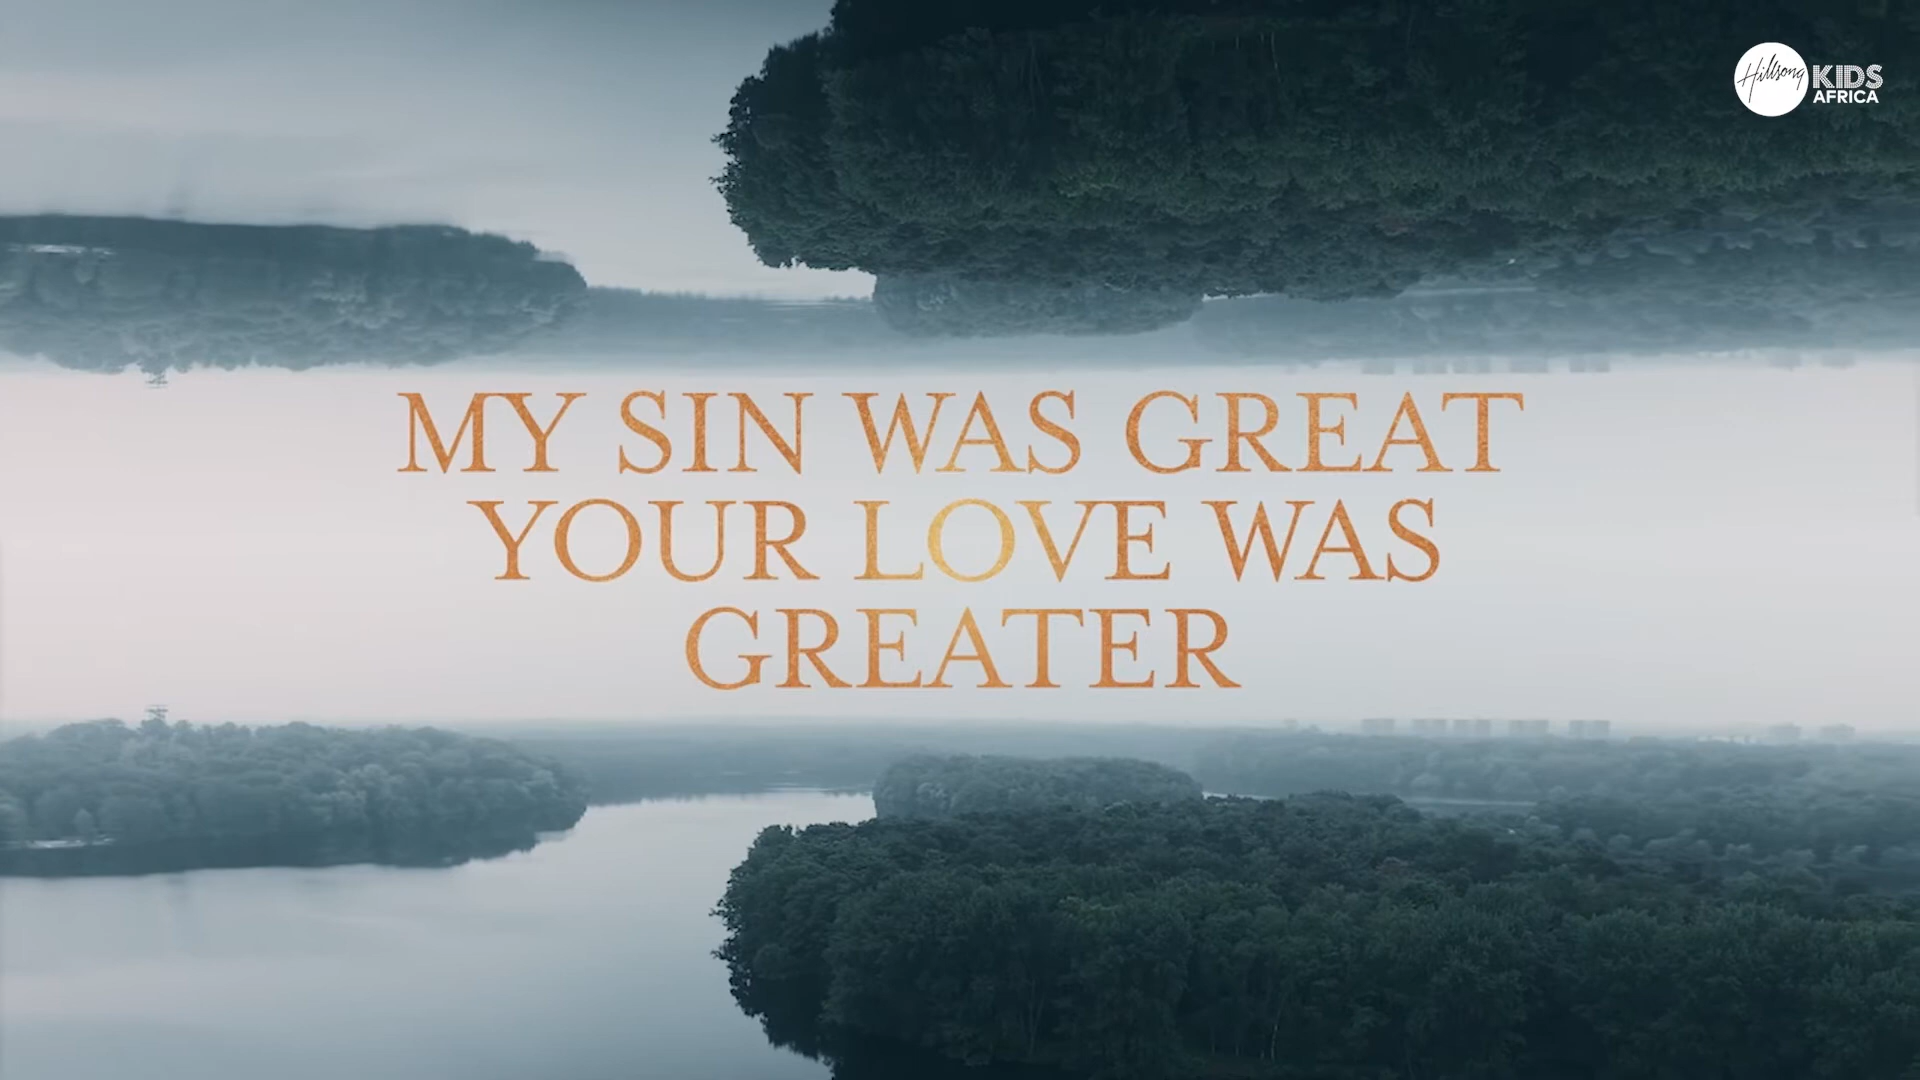 Hillsong
KIDS
AFRICA
MY SIN WAS GREAT
YOUR LOVE WAS
GREATER